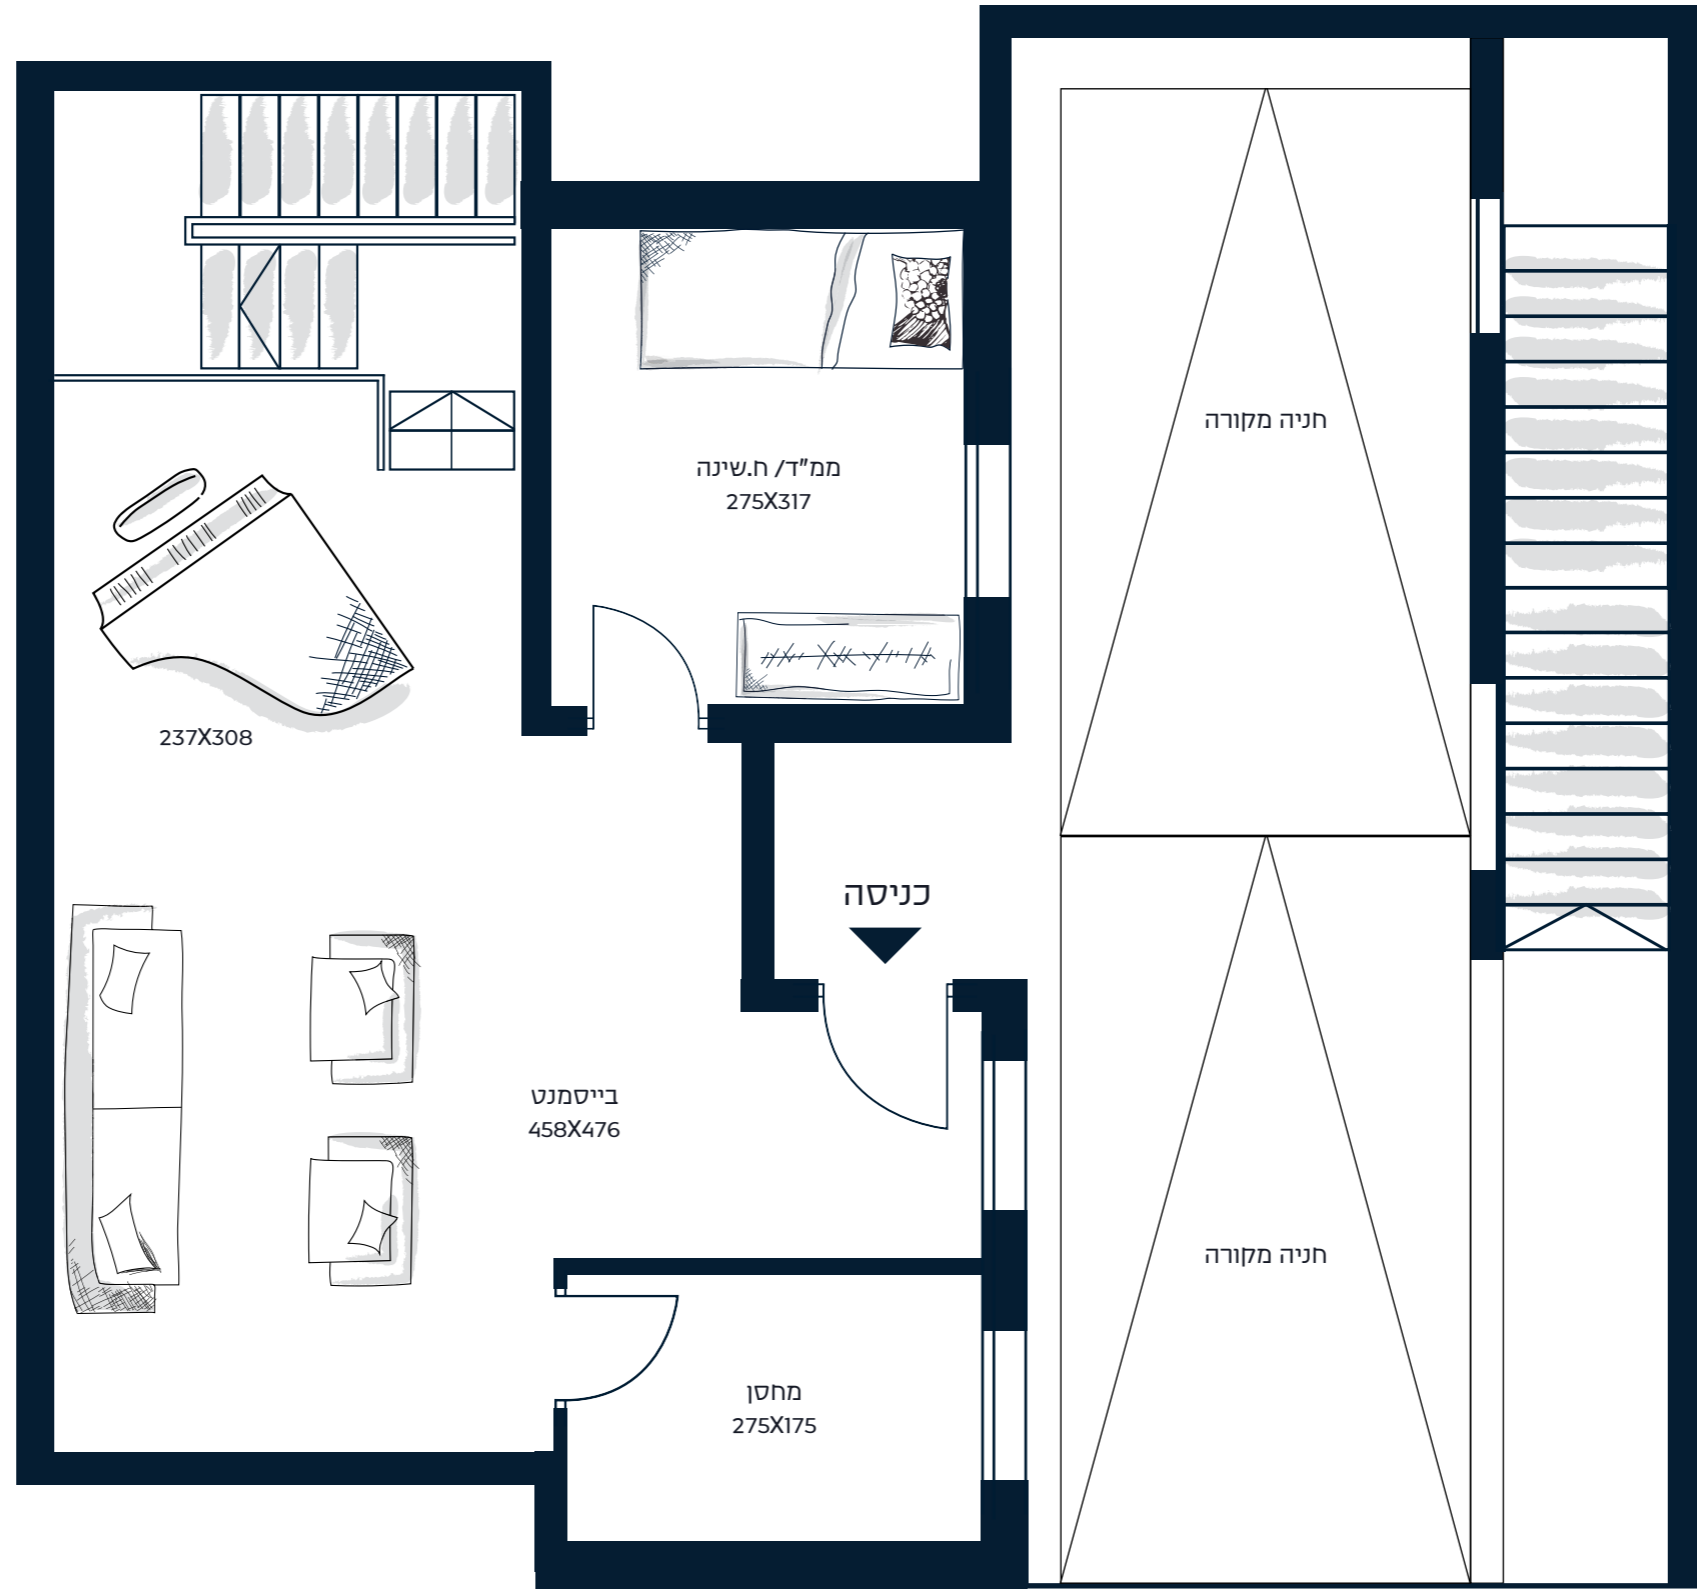 חניה מקורה
ממ"ד/ ח.שינה
275X317
237X308
כניסה
בייסמנט
458X476
חניה מקורה
מחסן
275X175